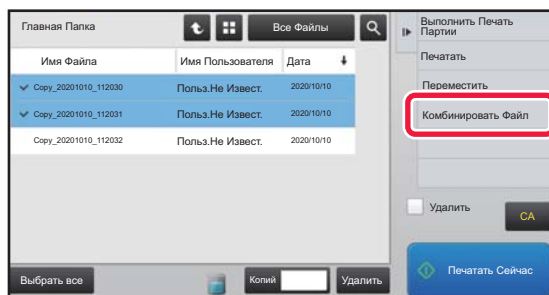 Главная Папка
Все Файлы
Имя Файла
Имя Пользователя
Дата
Copy_20201010_112030
Польз.Не Извест.
2020/10/10
Copy_20201010_112031
Польз.Не Извест.
2020/10/10
Copy_20201010_112032
Польз.Не Извест.
2020/10/10
Выбрать все
Копий
Удалить
Выполнить Печать
Партии
Печатать
Переместить
Комбинировать Файл
Удалить
CA
Печатать Сейчас